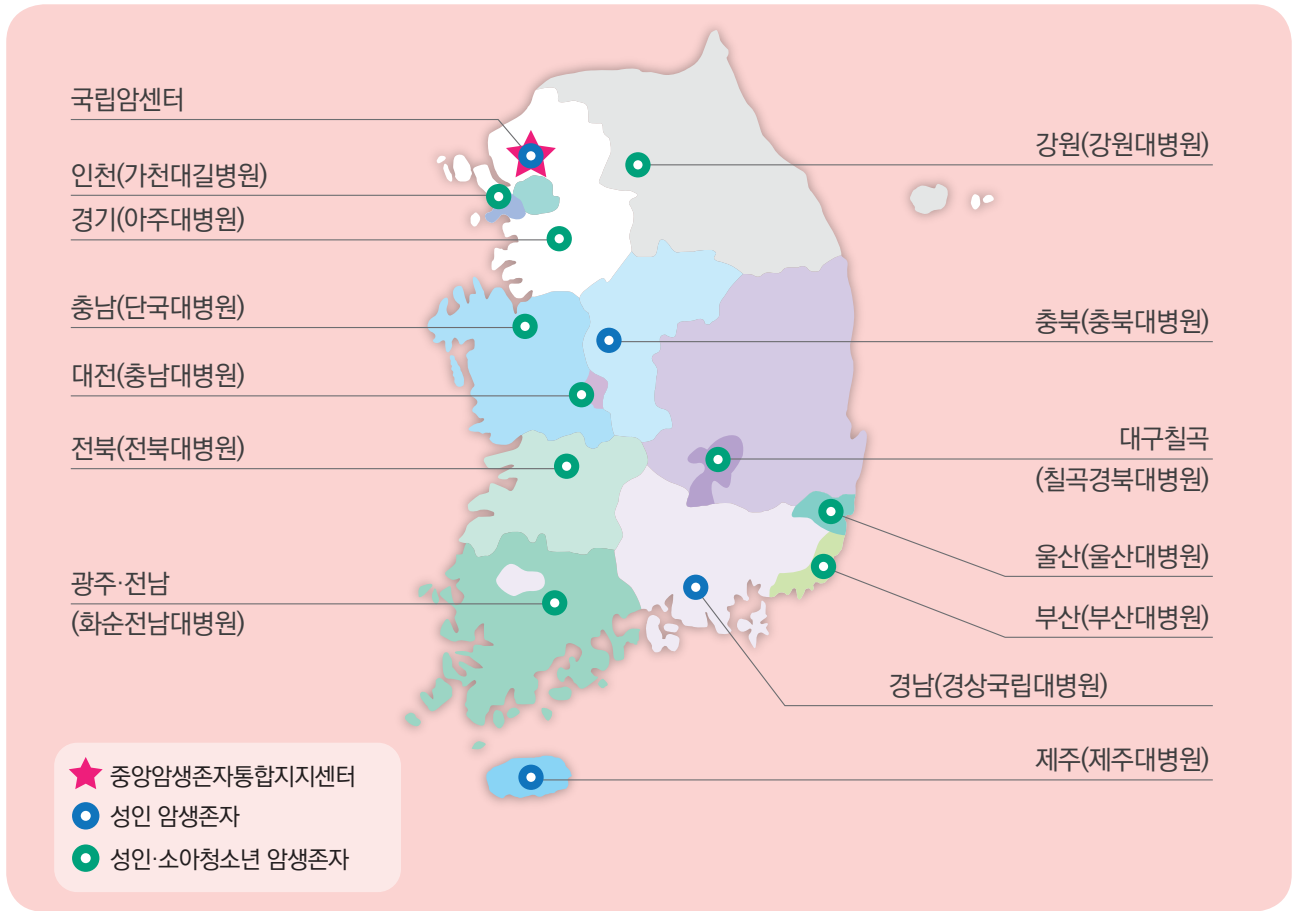 국립암센터
인천(가천대길병원)
경기(아주대병원)
충남(단국대병원)
대전(충남대병원)
전북(전북대병원)
광주·전남
(화순전남대병원)
강원(강원대병원)
충북(충북대병원)
대구칠곡
(칠곡경북대병원)
울산(울산대병원)
부산(부산대병원)
경남(경상국립대병원)
제주(제주대병원)
중앙암생존자통합지지센터
성인 암생존자
성인·소아청소년 암생존자